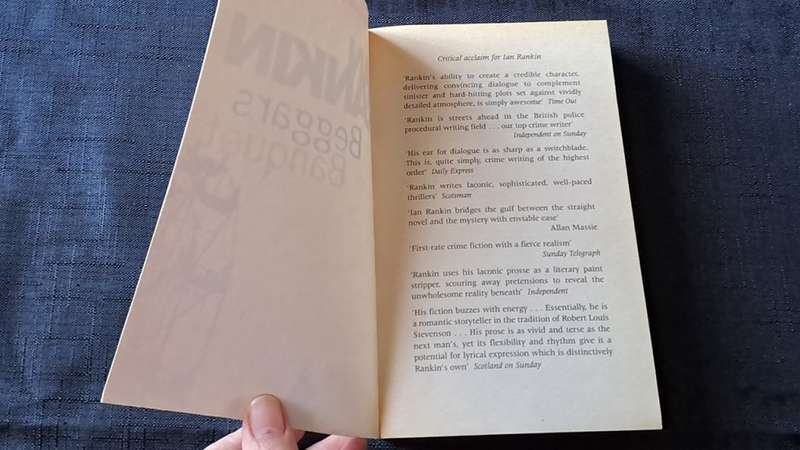 RANKIN
Beggars
Critical acclaim for Ian Rankin
'Rankin's ability to create a credible character,
delivering convincing dialogue to complement
sinister and hard-hitting plots set against vividly
detailed atmosphere, is simply awesome' Time Out
'Rankin is streets ahead in the British police
procedural writing field . . . our top crime writer'
Independent on Sunday
'His ear for dialogue is as sharp as a switchblade.
This is, quite simply, crime writing of the highest
order' Daily Express
'Rankin writes laconic, sophisticated, well-paced
thrillers' Scotsman
'Ian Rankin bridges the gulf between the straight
novel and the mystery with enviable ease'
Allan Massie
'First-rate crime fiction with a fierce realism'
Sunday Telegraph
'Rankin uses his laconic prosse as a literary paint
stripper, scouring away pretensions to reveal the
unwholesome reality beneath' Independent
'His fiction buzzes with energy . . . Essentially, he is
a romantic storyteller in the tradition of Robert Louis
Stevenson . . . His prose is as vivid and terse as the
next man's, yet its flexibility and rhythm give it a
potential for lyrical expression which is distinctively
Rankin's own' Scotland on Sunday